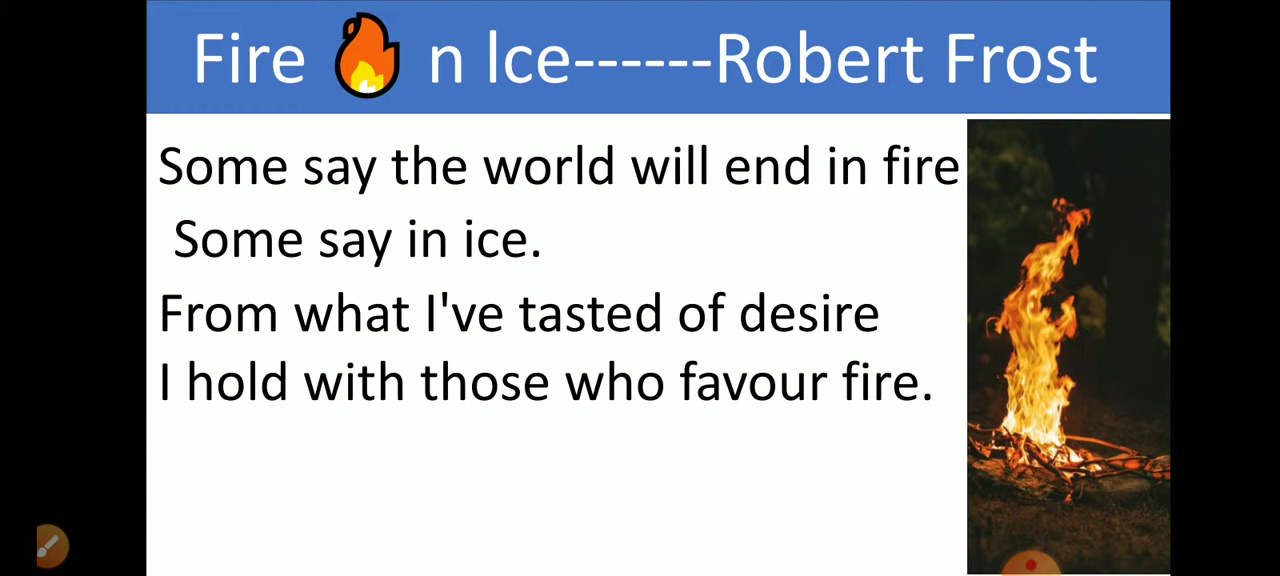 Fire 🔥 n Ice------Robert Frost
Some say the world will end in fire
Some say in ice.
From what I've tasted of desire
I hold with those who favour fire.